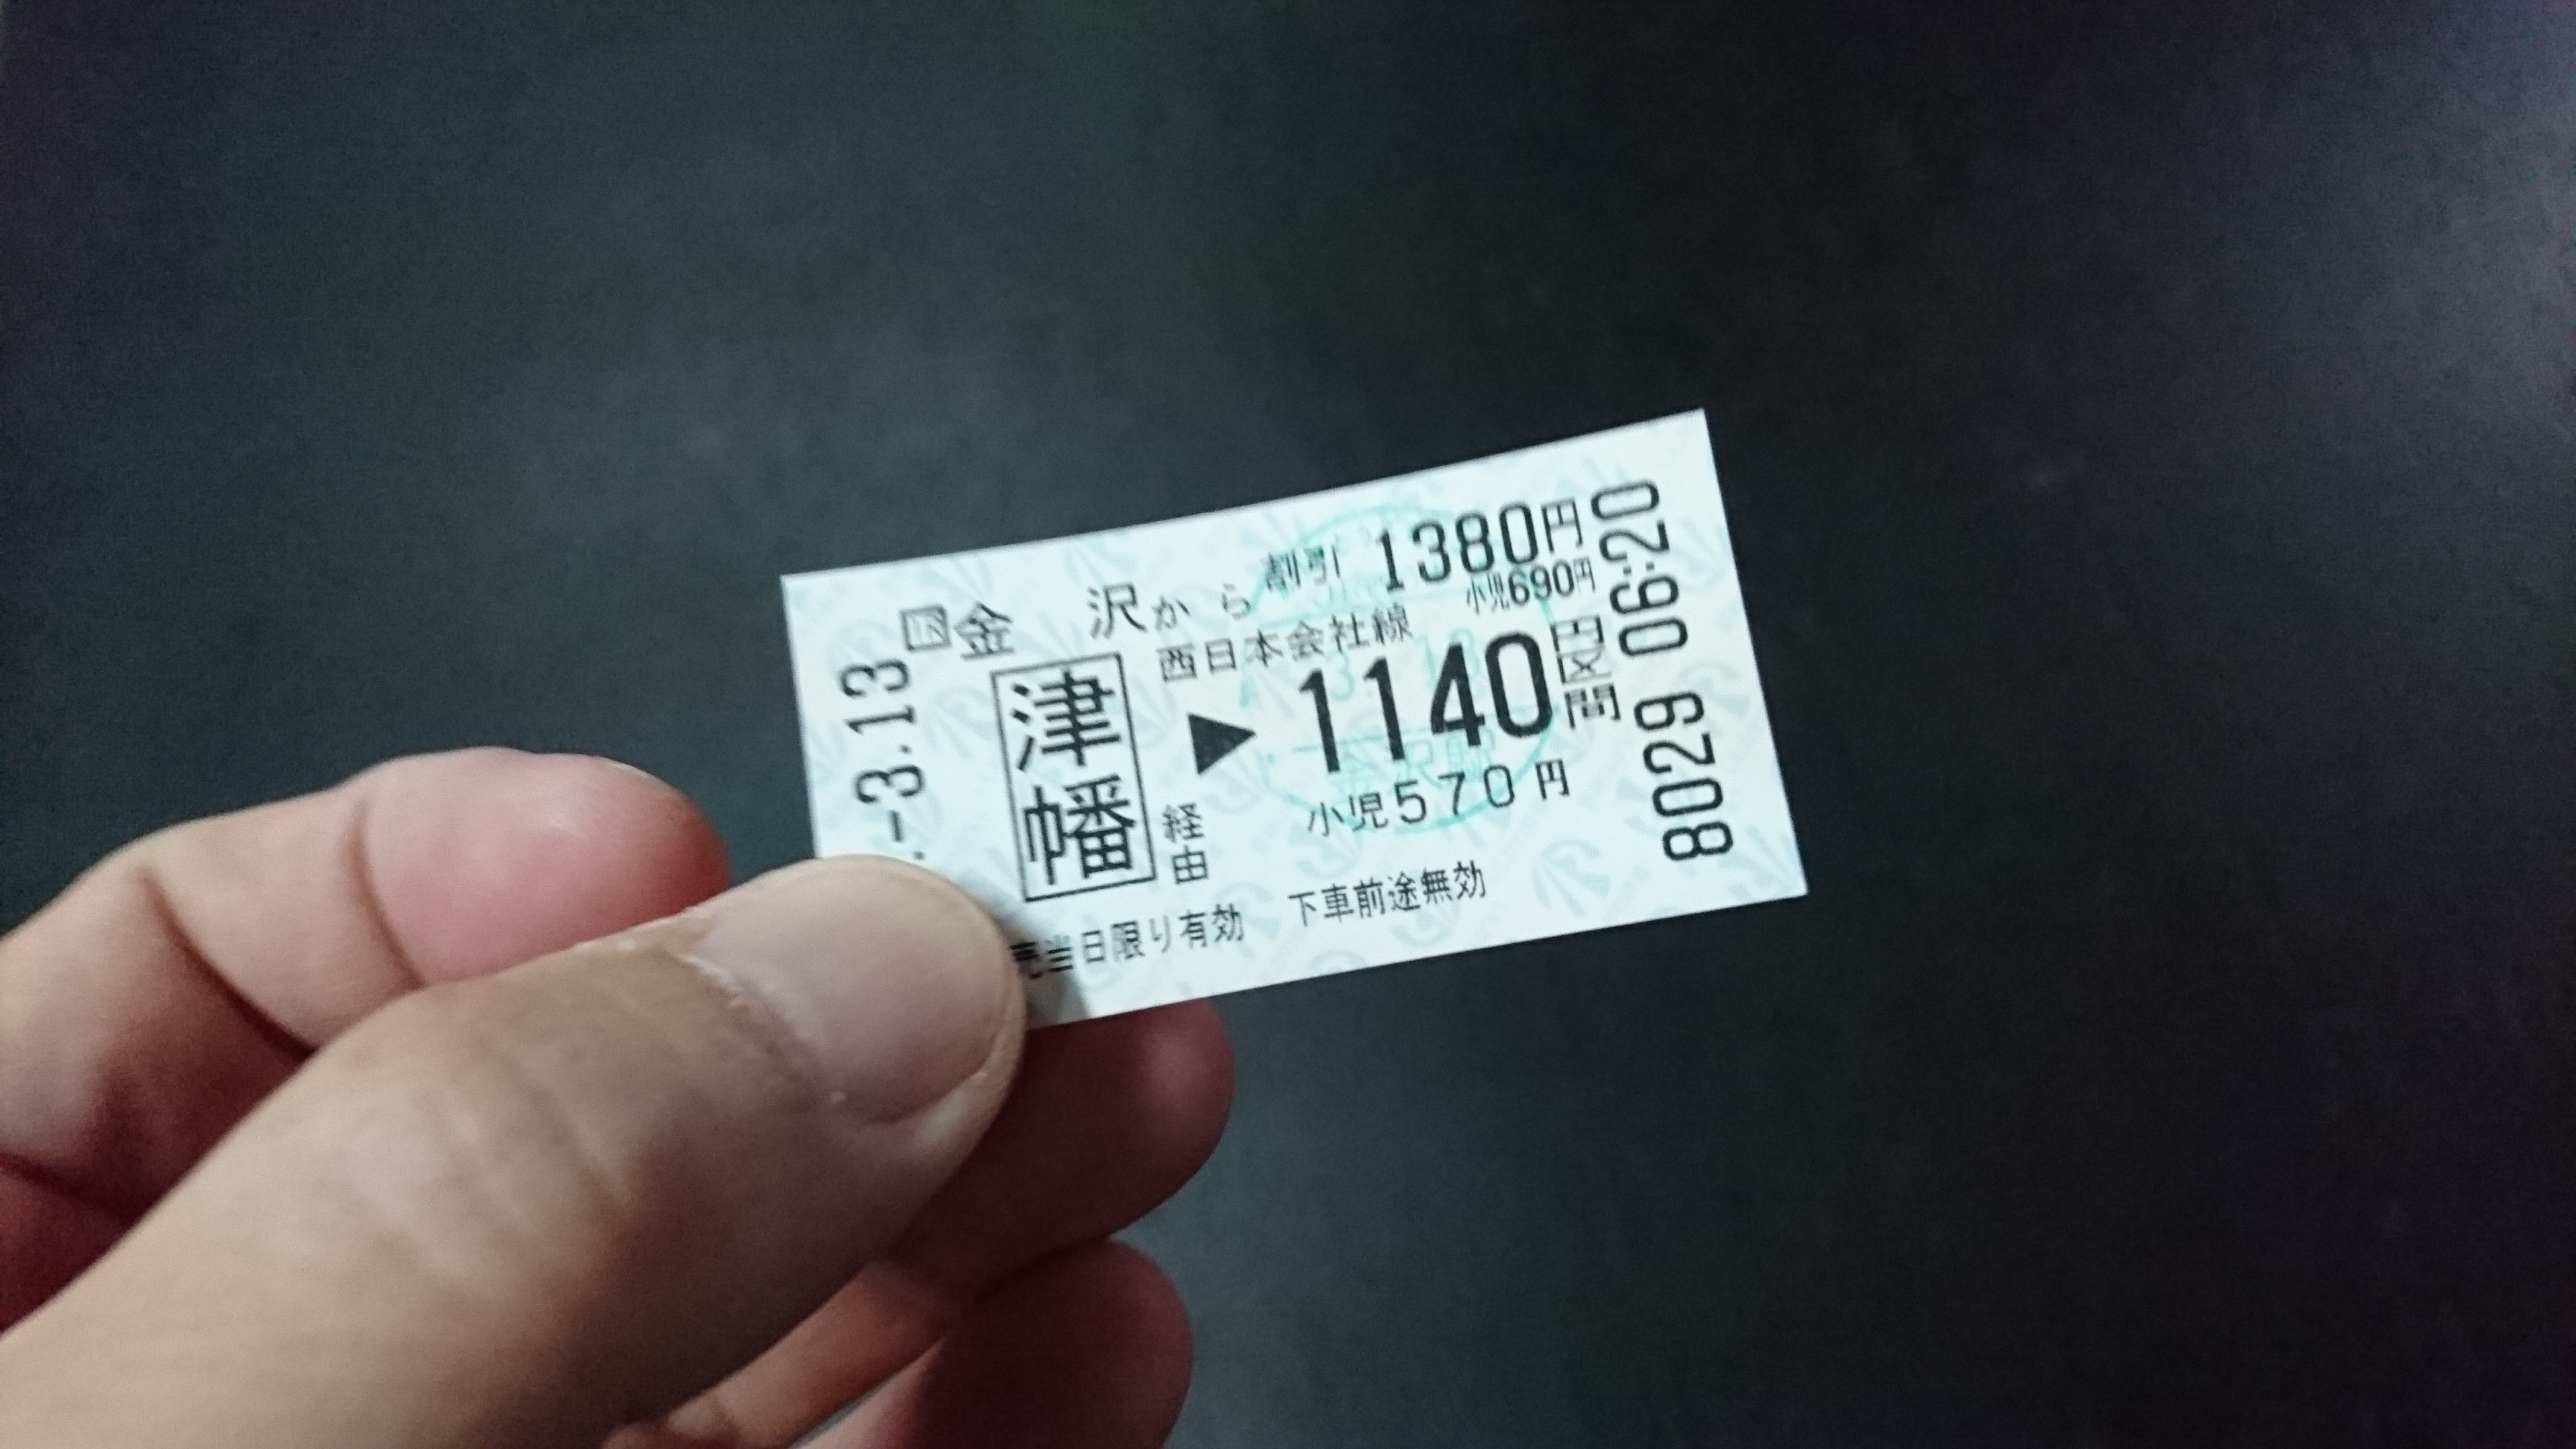 金 沢から 割引 1380円
小児690円
西日本会社線
津幡
経由
▶ 1140円区間
小児570円
売当日限り有効 下車前途無効
.-3.13
8029 06:20